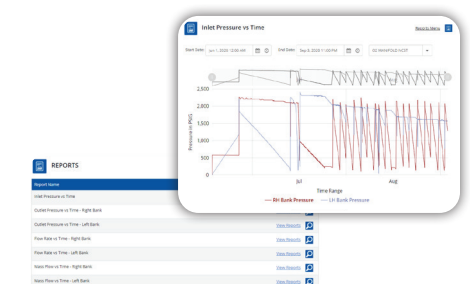 Inlet Pressure vs Time
Reports Menu
Start Date: Jun 1, 2020 12:00 AM End Date: Sep 9, 2020 11:59 PM
2,500
2,000
1,500
1,000
500
0
Pressure in PSIG
Jul Aug
Time Range
RH Bank Pressure LH Bank Pressure
REPORTS
Report Name
Inlet Pressure vs Time
Outlet Pressure vs Time - Right Bank
Outlet Pressure vs Time - Left Bank View Reports
Flow Rate vs Time - Right Bank View Reports
Flow Rate vs Time - Left Bank View Reports
Mass Flow vs Time - Right Bank View Reports
Mass Flow vs Time - Left Bank View Reports